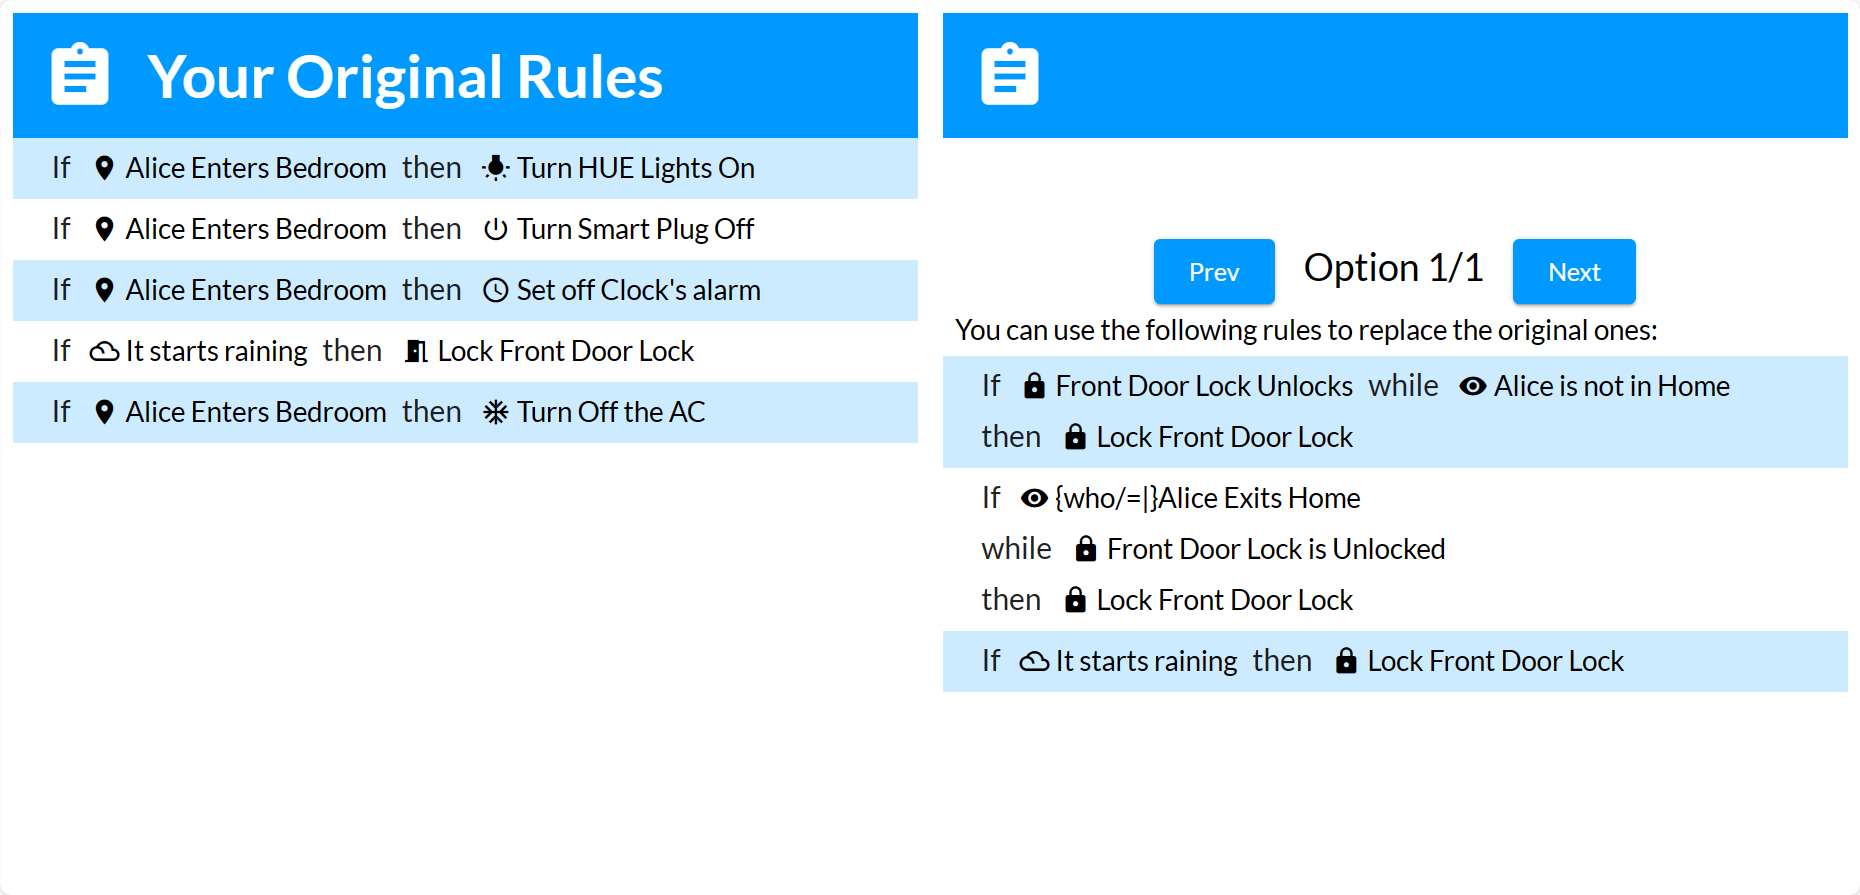 Your Original Rules
If Alice Enters Bedroom then Turn HUE Lights On
If Alice Enters Bedroom then Turn Smart Plug Off
If Alice Enters Bedroom then Set off Clock's alarm
If It starts raining then Lock Front Door Lock
If Alice Enters Bedroom then Turn Off the AC
Prev Option 1/1 Next
You can use the following rules to replace the original ones:
If Front Door Lock Unlocks while Alice is not in Home
then Lock Front Door Lock
If {who/=|}Alice Exits Home
while Front Door Lock is Unlocked
then Lock Front Door Lock
If It starts raining then Lock Front Door Lock